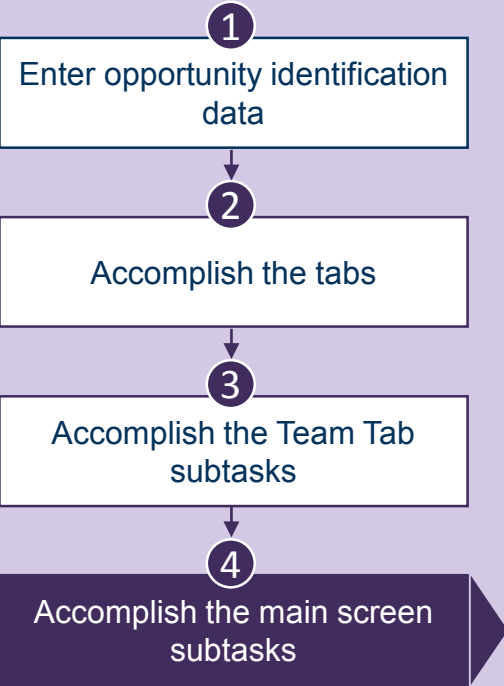 1
Enter opportunity identification
data
2
Accomplish the tabs
3
Accomplish the Team Tab
subtasks
4
Accomplish the main screen
subtasks